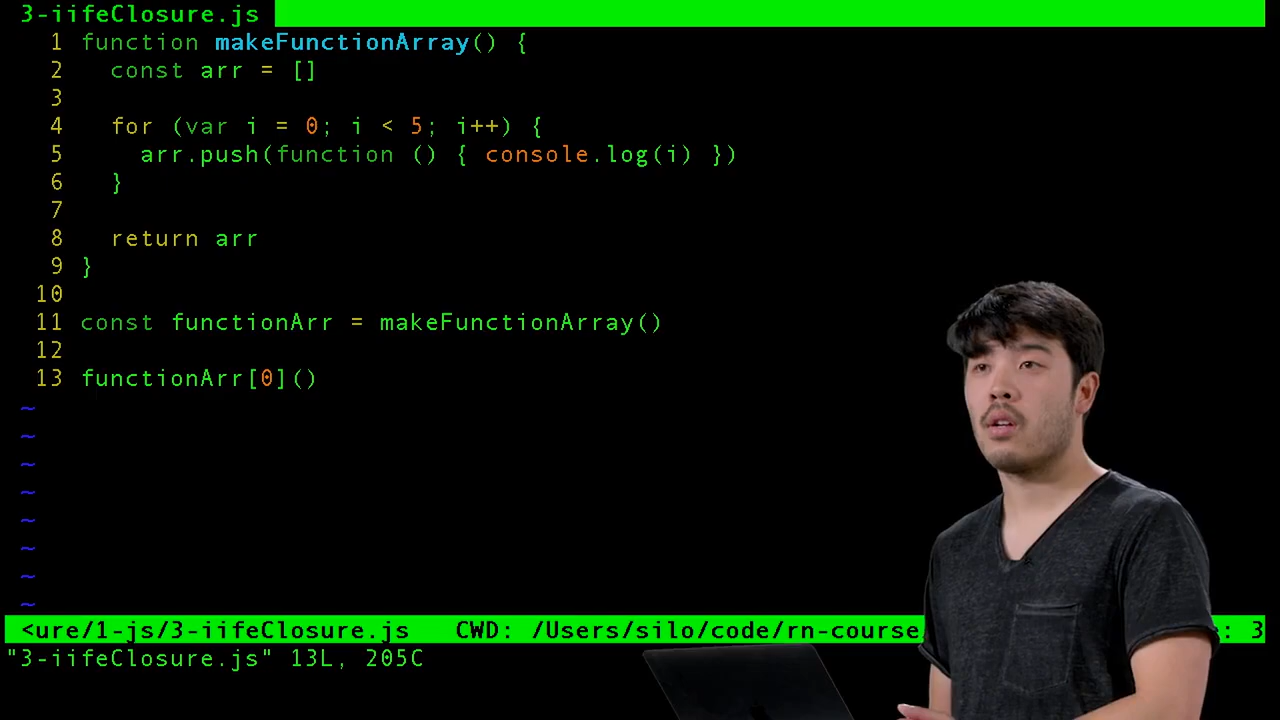 3-iifeClosure.js
1 function makeFunctionArray() {
2   const arr = []
3
4   for (var i = 0; i < 5; i++) {
5     arr.push(function () { console.log(i) })
6   }
7
8   return arr
9 }
10
11 const functionArr = makeFunctionArray()
12
13 functionArr[0]()
~
~
~
~
~
~
~
~
<ure/1-js/3-iifeClosure.js   CWD: /Users/silo/code/rn-course : 3
"3-iifeClosure.js" 13L, 205C